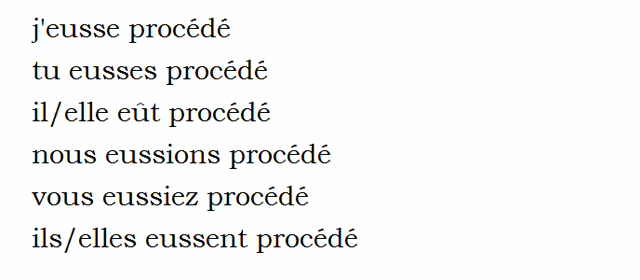 j'eusse procédé
tu eusses procédé
il/elle eût procédé
nous eussions procédé
vous eussiez procédé
ils/elles eussent procédé